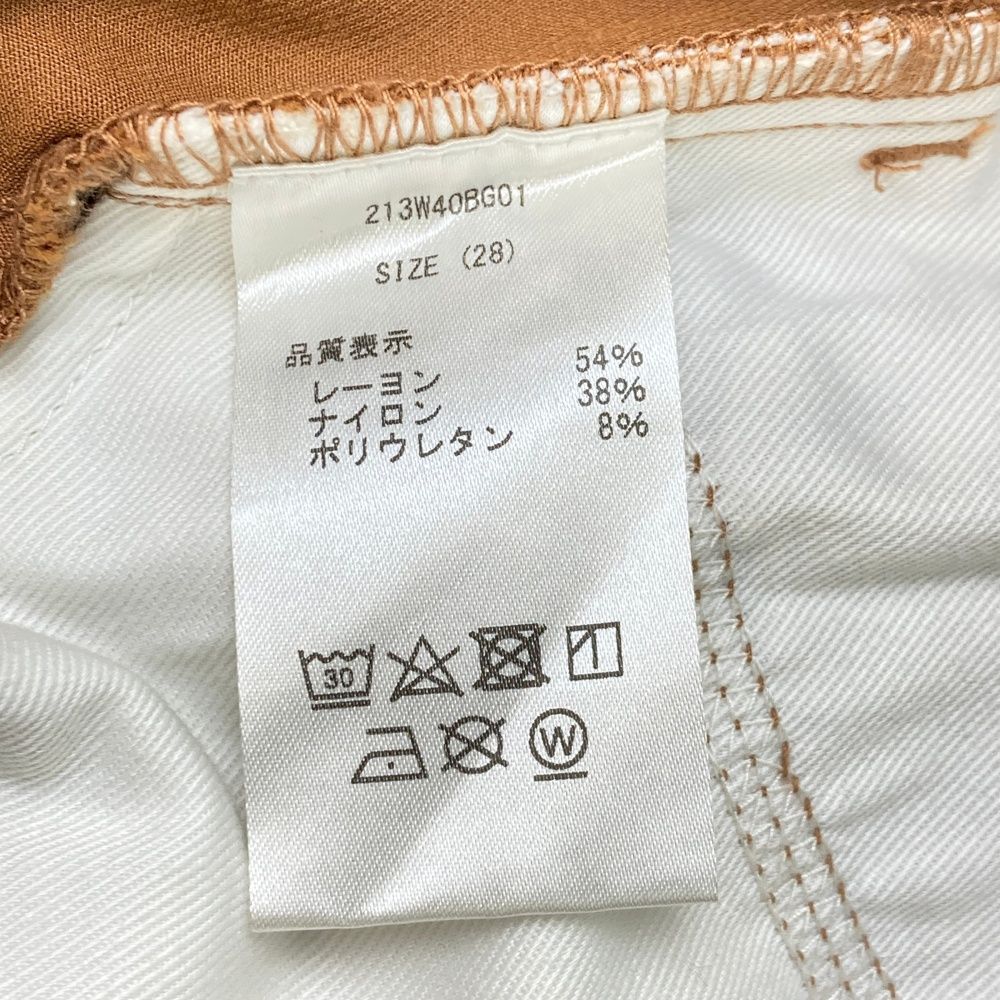 213W40BG01
SIZE (28)
品質表示
レーヨン 54%
ナイロン 38%
ポリウレタン 8%
30
W